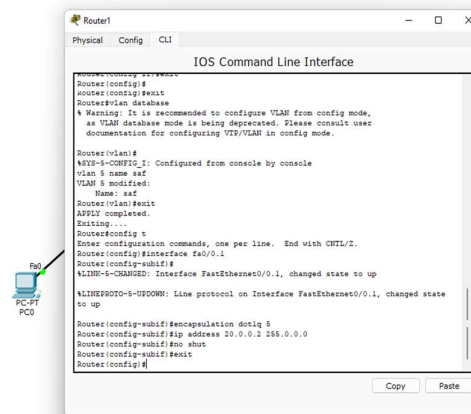 Router1
Physical Config CLI
IOS Command Line Interface
Router(config-if)#exit
Router(config)#
Router(config)#exit
Router#vlan database
% Warning: It is recommended to configure VLAN from config mode,
as VLAN database mode is being deprecated. Please consult user
documentation for configuring VTP/VLAN in config mode.
Router(vlan)#
%SYS-5-CONFIG_I: Configured from console by console
vlan 5 name saf
VLAN 5 modified:
Name: saf
Router(vlan)#exit
APPLY completed.
Exiting....
Router#config t
Enter configuration commands, one per line. End with CNTL/Z.
Router(config)#interface fa0/0.1
Router(config-subif)#
%LINK-5-CHANGED: Interface FastEthernet0/0.1, changed state to up
%LINEPROTO-5-UPDOWN: Line protocol on Interface FastEthernet0/0.1, changed state
to up
Router(config-subif)#encapsulation dot1q 5
Router(config-subif)#ip address 20.0.0.2 255.0.0.0
Router(config-subif)#no shut
Router(config-subif)#exit
Router(config)#
Copy Paste
Fa0
PC-PT
PC0